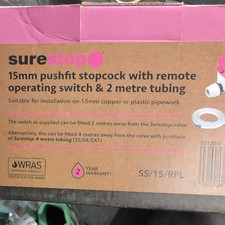 surestop
15mm pushfit stopcock with remote
operating switch & 2 metre tubing
Suitable for installation on 15mm copper or plastic pipework
The switch as supplied can be fitted 2 metres away from the Surestop valve
Alternatively, this can be fitted 4 metres away from the valve with purchase
of Surestop 4 metre tubing (SS/04/EXT)
WRAS
APPROVED PRODUCT
2 YEAR
WARRANTY
SS/15/RPL